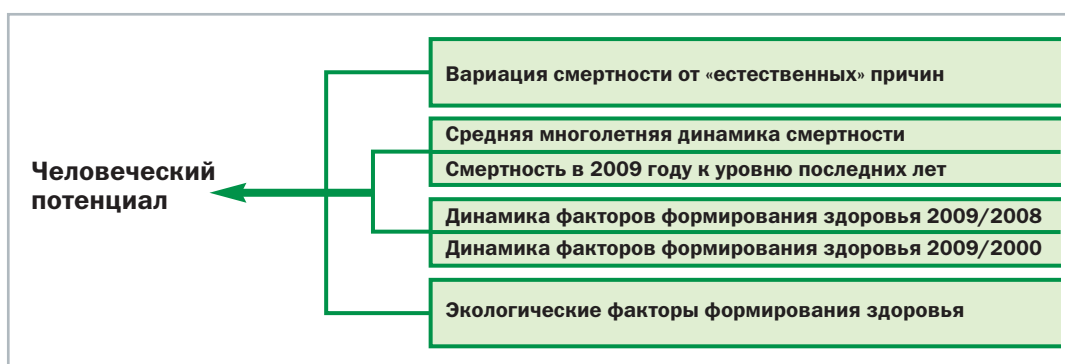 Вариация смертности от «естественных» причин
Средняя многолетняя динамика смертности
Смертность в 2009 году к уровню последних лет
Человеческий
потенциал
Динамика факторов формирования здоровья 2009/2008
Динамика факторов формирования здоровья 2009/2000
Экологические факторы формирования здоровья